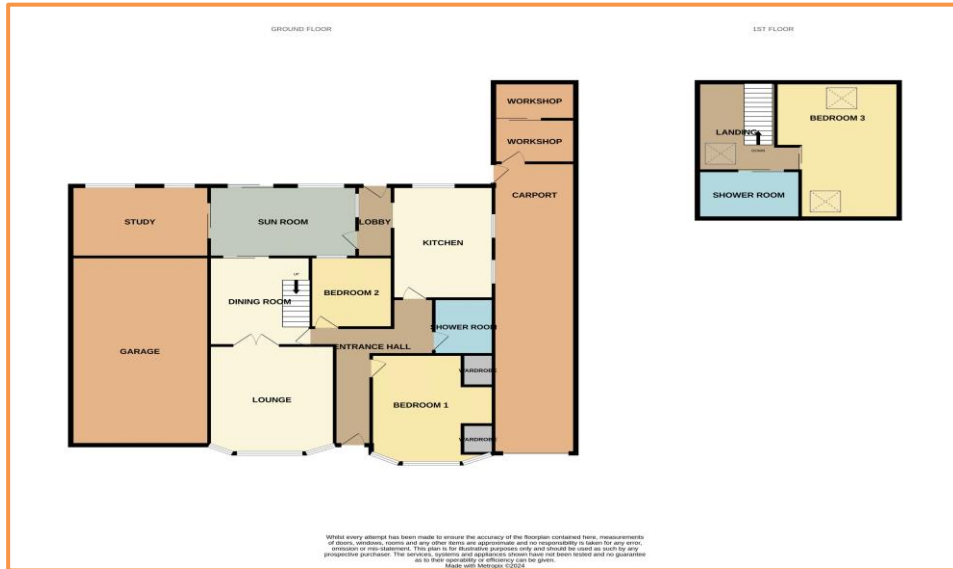 GROUND FLOOR
1ST FLOOR
WORKSHOP
WORKSHOP
CARPORT
STUDY
SUN ROOM
LOBBY
KITCHEN
UP
DINING ROOM
BEDROOM 2
SHOWER ROOM
ENTRANCE HALL
GARAGE
LOUNGE
BEDROOM 1
WARDROBE
WARDROBE
LANDING
DOWN
BEDROOM 3
SHOWER ROOM
Whilst every attempt has been made to ensure the accuracy of the floorplan contained here, measurements
of doors, windows, rooms and any other items are approximate and no responsibility is taken for any error,
omission or mis-statement. This plan is for illustrative purposes only and should be used as such by any
prospective purchaser. The services, systems and appliances shown have not been tested and no guarantee
as to their operability or efficiency can be given.
Made with Metropix ©2024